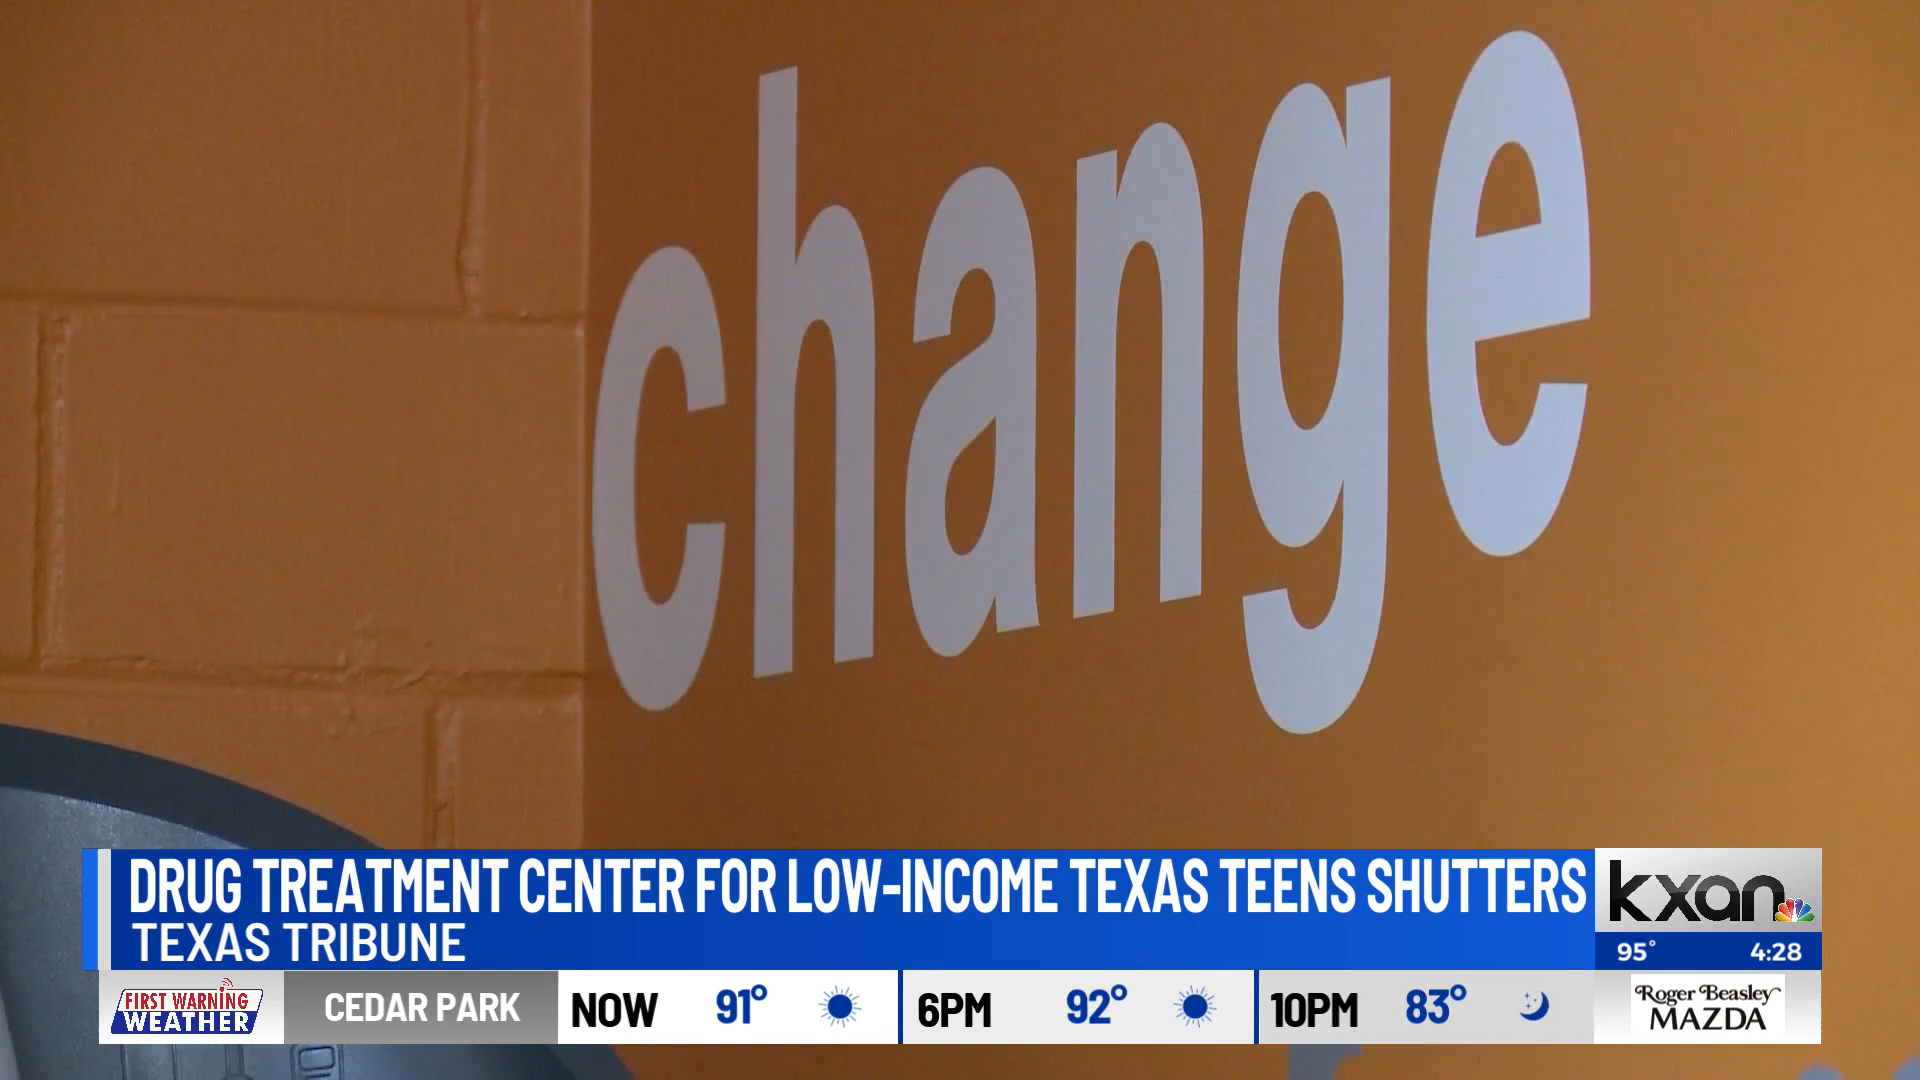 change
DRUG TREATMENT CENTER FOR LOW-INCOME TEXAS TEENS SHUTTERS
TEXAS TRIBUNE
kxan
95° 4:28
FIRST WARNING
WEATHER
CEDAR PARK NOW 91° 6PM 92° 10PM 83°
Roger Beasley
MAZDA